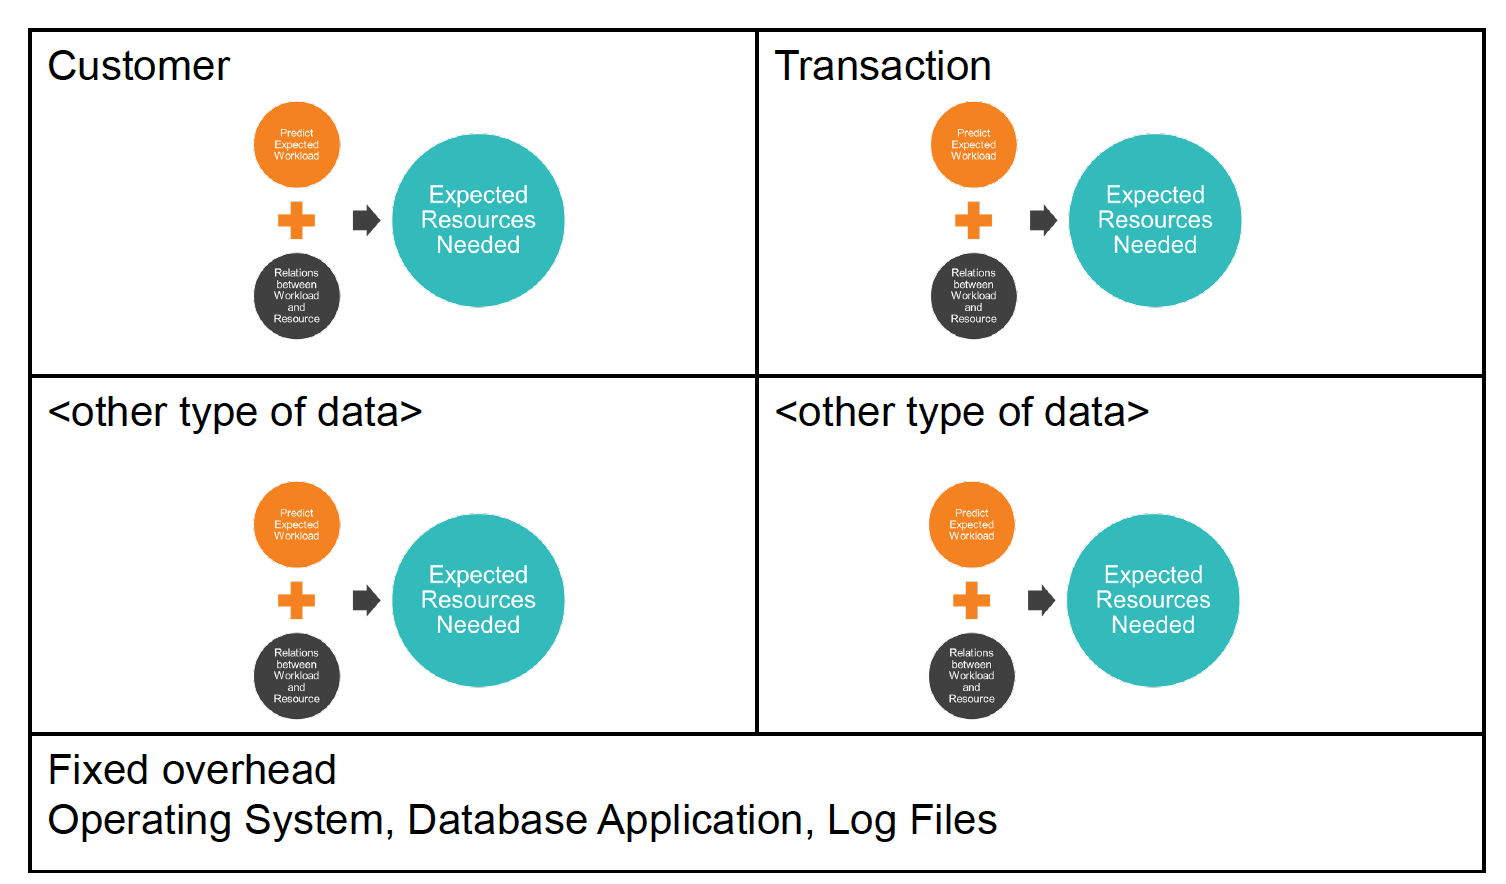 Customer
Predict
Expected
Workload
Expected
Resources
Needed
Relations
between
Workload
and
Resource
Transaction
Predict
Expected
Workload
Expected
Resources
Needed
Relations
between
Workload
and
Resource
<other type of data>
Predict
Expected
Workload
Expected
Resources
Needed
Relations
between
Workload
and
Resource
<other type of data>
Predict
Expected
Workload
Expected
Resources
Needed
Relations
between
Workload
and
Resource
Fixed overhead
Operating System, Database Application, Log Files